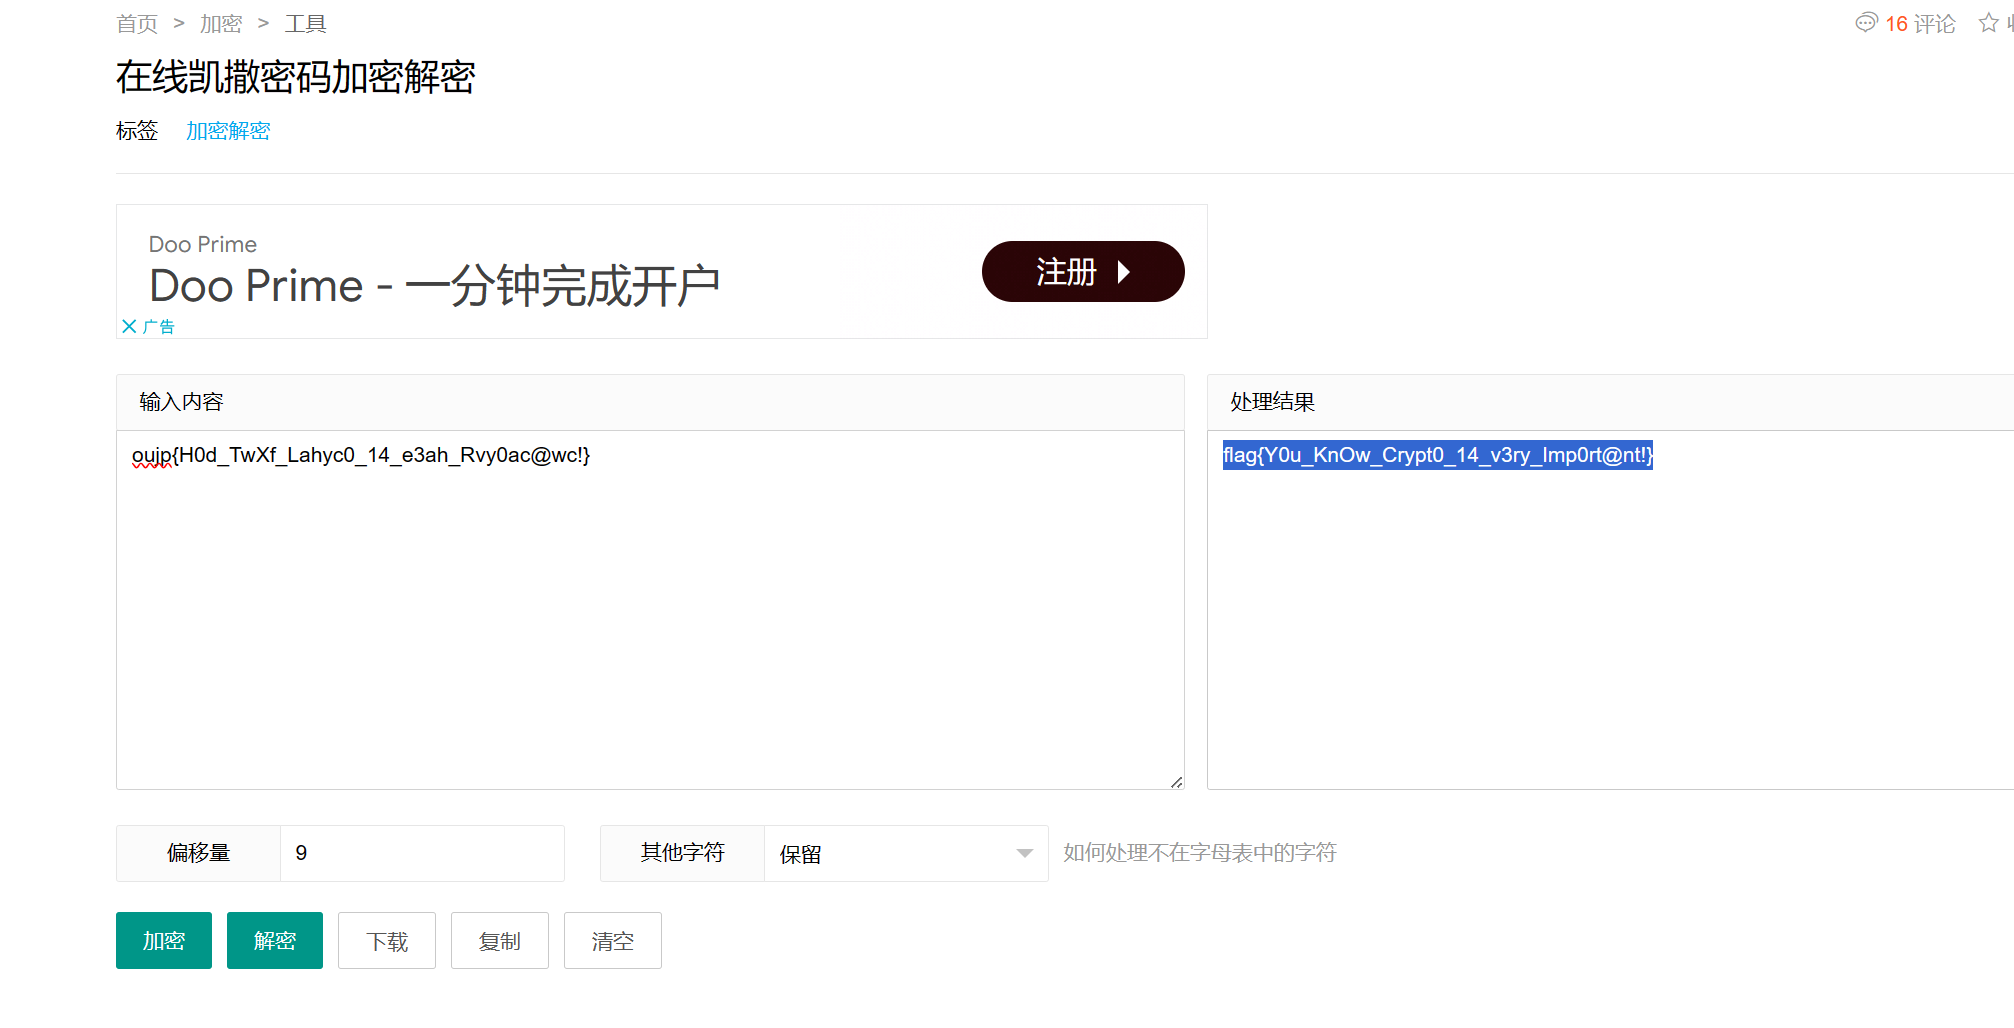 首页 > 加密 > 工具
16 评论
在线凯撒密码加密解密
标签 加密解密
Doo Prime
Doo Prime - 一分钟完成开户
注册
广告
输入内容
处理结果
oujp{H0d_TwXf_Lahyc0_14_e3ah_Rvy0ac@wc!}
flag{Y0u_KnOw_Crypt0_14_v3ry_Imp0rt@nt!}
偏移量 9
其他字符 保留 如何处理不在字母表中的字符
加密 解密 下载 复制 清空